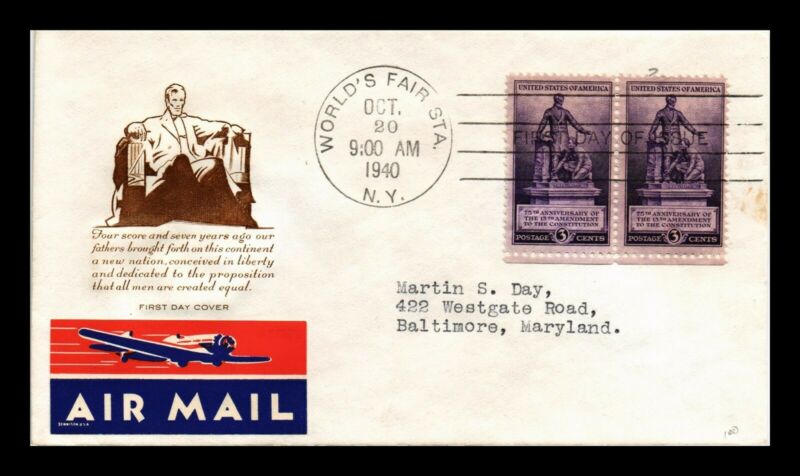 WORLD'S FAIR STA.
OCT.
20
9:00 AM
1940
N.Y.
FIRST DAY OF ISSUE
UNITED STATES OF AMERICA
75TH ANNIVERSARY OF
THE 13TH AMENDMENT
TO THE CONSTITUTION
POSTAGE 3 CENTS
UNITED STATES OF AMERICA
75TH ANNIVERSARY OF
THE 13TH AMENDMENT
TO THE CONSTITUTION
POSTAGE 3 CENTS
Four score and seven years ago our
fathers brought forth on this continent
a new nation, conceived in liberty
and dedicated to the proposition
that all men are created equal.
FIRST DAY COVER
Martin S. Day,
422 Westgate Road,
Baltimore, Maryland.
AIR MAIL
DENNISON U.S.A.